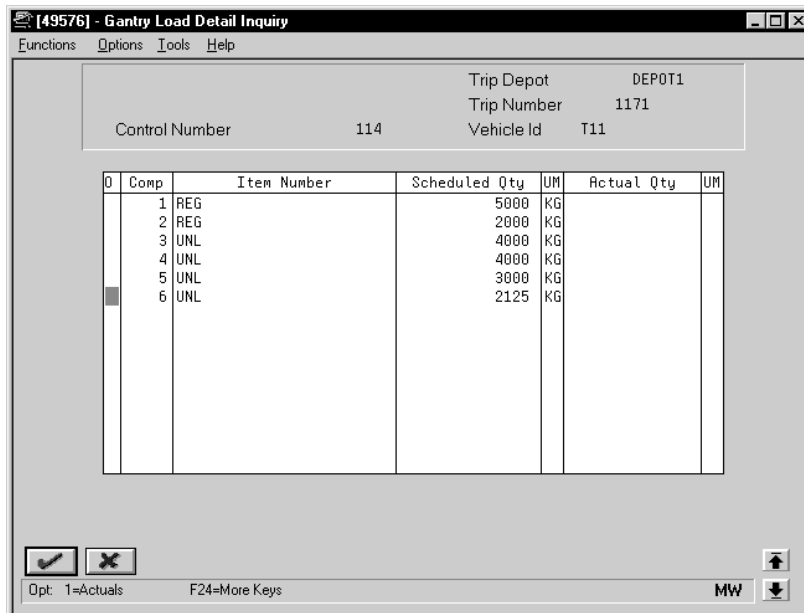 [49576] - Gantry Load Detail Inquiry
Functions Options Tools Help
Trip Depot DEPOT1
Trip Number 1171
Control Number 114 Vehicle Id T11
O Comp Item Number Scheduled Qty UM Actual Qty UM
1 REG 5000 KG
2 REG 2000 KG
3 UNL 4000 KG
4 UNL 4000 KG
5 UNL 3000 KG
6 UNL 2125 KG
Opt: 1=Actuals F24=More Keys MW